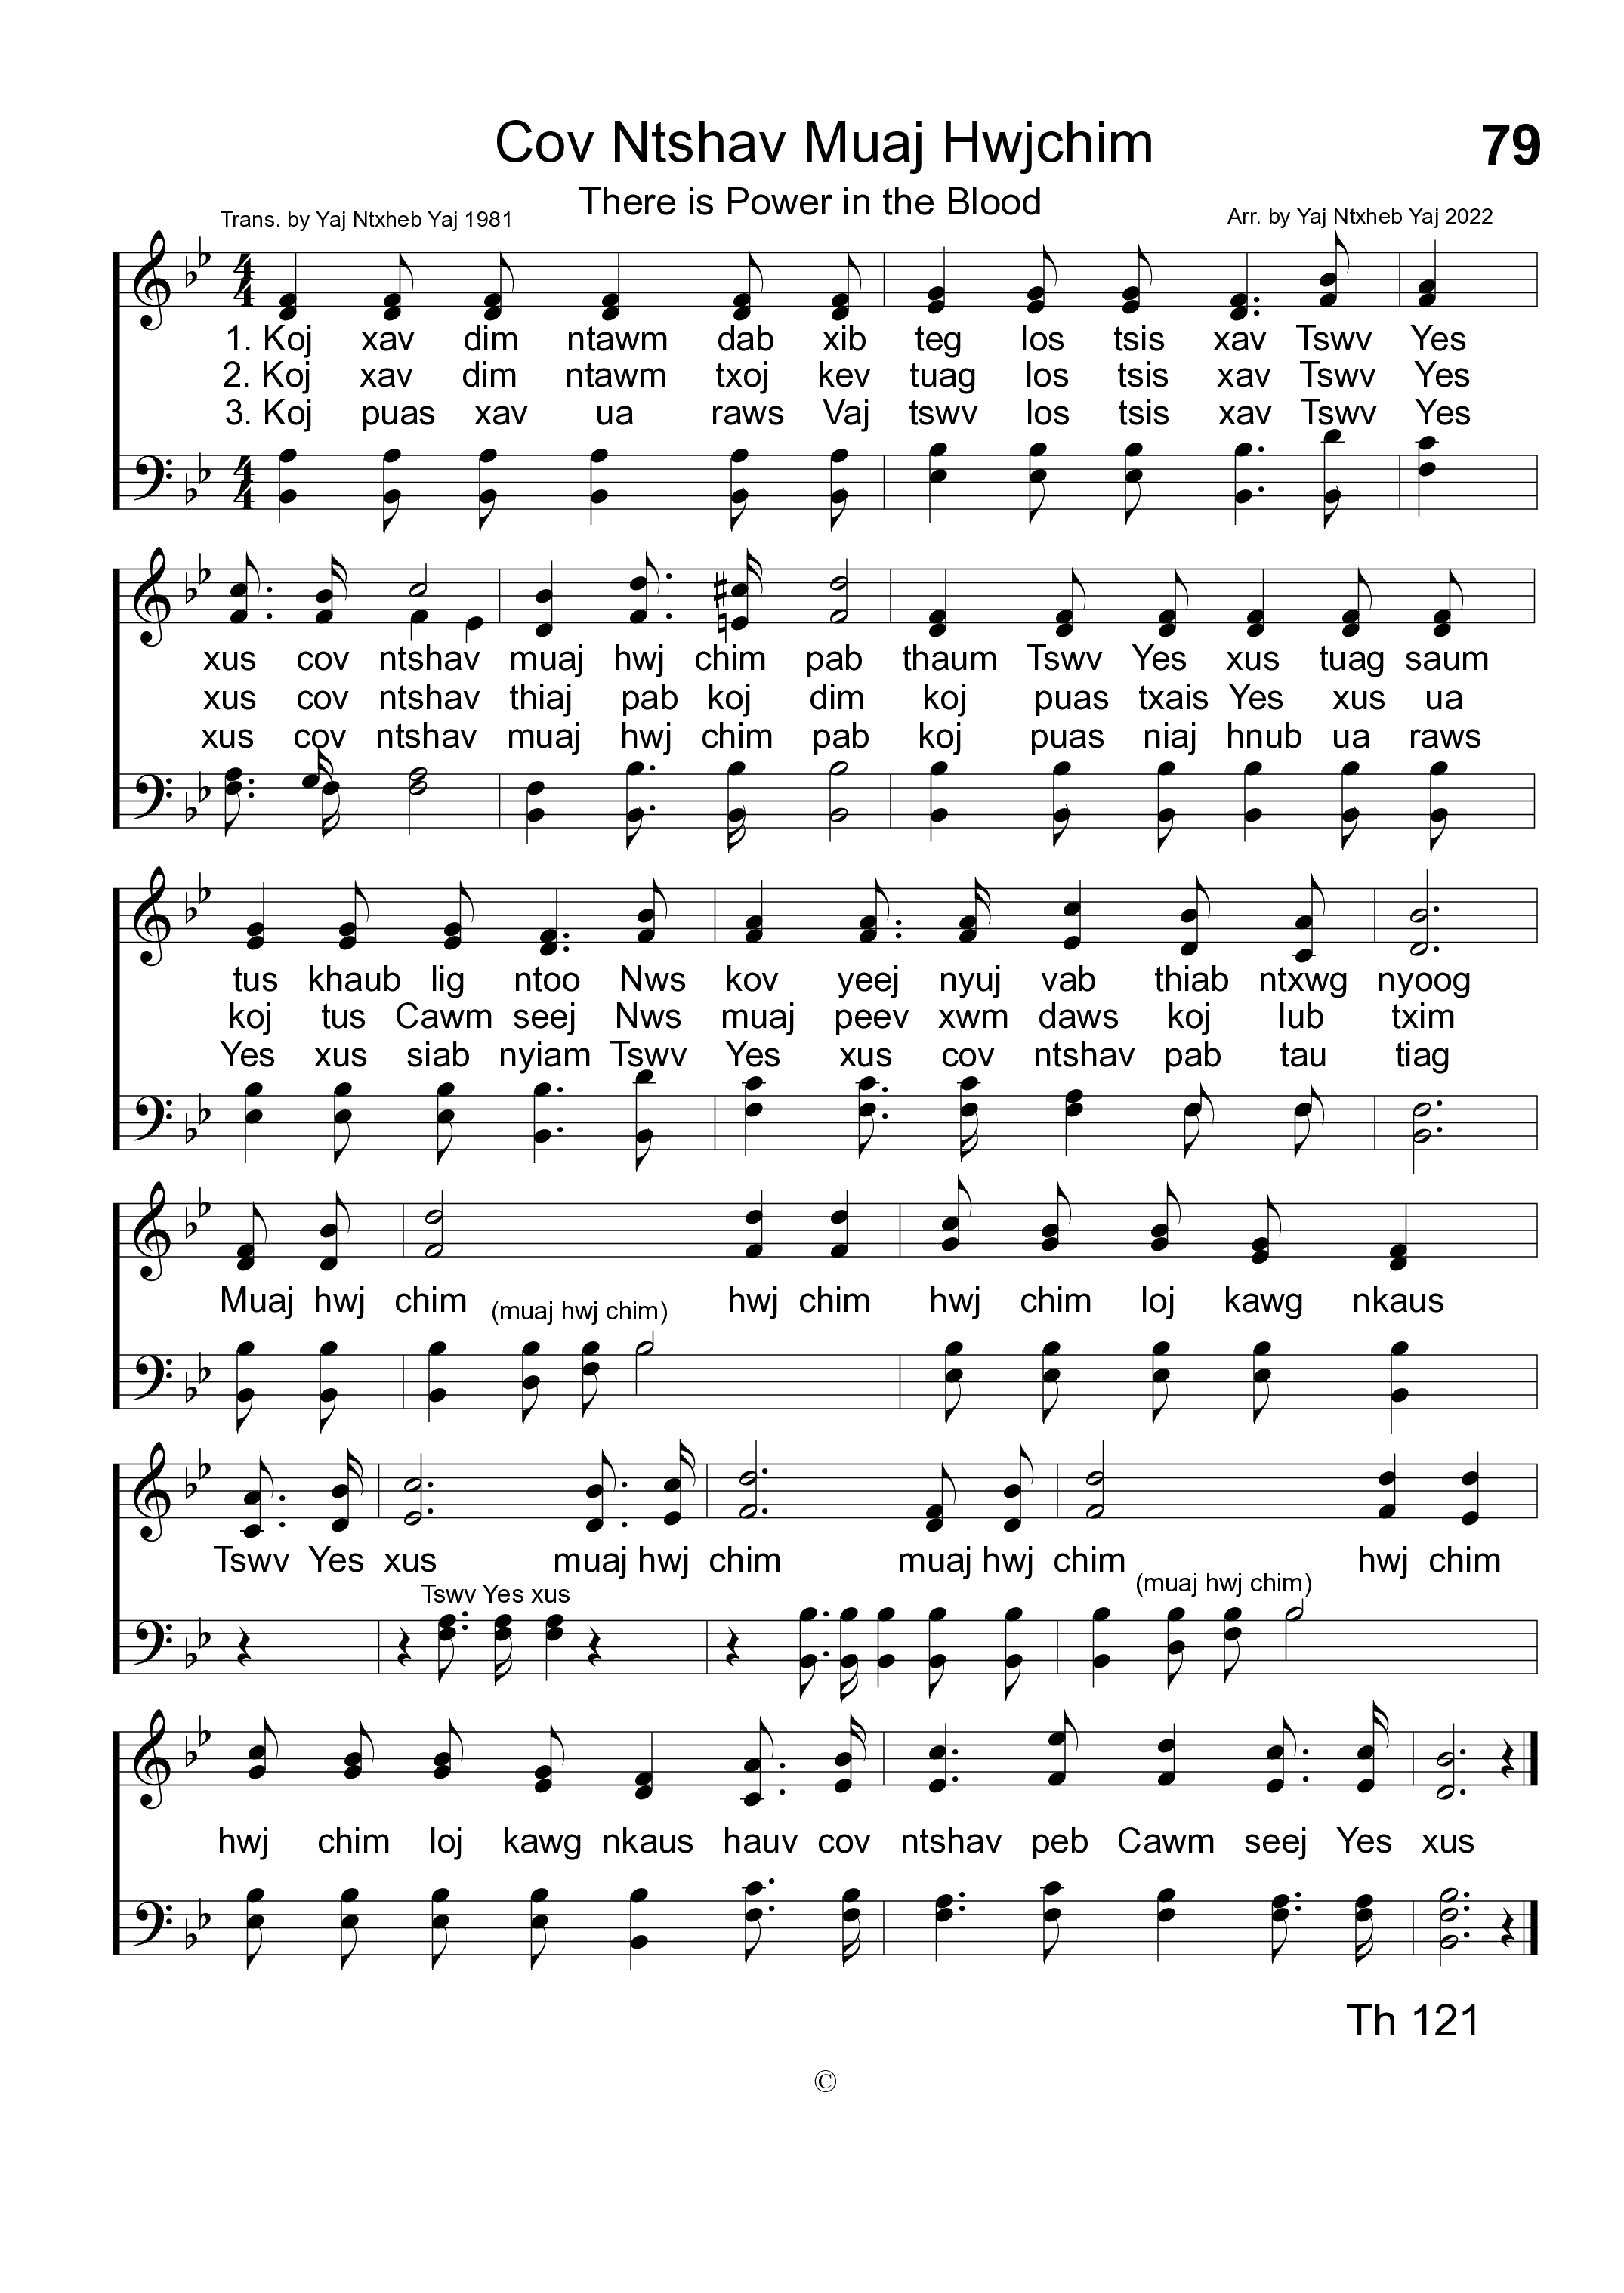 Cov Ntshav Muaj Hwjchim
79
There is Power in the Blood
Trans. by Yaj Ntxheb Yaj 1981
Arr. by Yaj Ntxheb Yaj 2022
1. Koj xav dim ntawm dab xib teg los tsis xav Tswv Yes
2. Koj xav dim ntawm txoj kev tuag los tsis xav Tswv Yes
3. Koj puas xav ua raws Vaj tswv los tsis xav Tswv Yes
xus cov ntshav muaj hwj chim pab thaum Tswv Yes xus tuag saum
xus cov ntshav thiaj pab koj dim koj puas txais Yes xus ua
xus cov ntshav muaj hwj chim pab koj puas niaj hnub ua raws
tus khaub lig ntoo Nws kov yeej nyuj vab thiab ntxwg nyoog
koj tus Cawm seej Nws muaj peev xwm daws koj lub txim
Yes xus siab nyiam Tswv Yes xus cov ntshav pab tau tiag
Muaj hwj chim hwj chim hwj chim loj kawg nkaus
(muaj hwj chim)
Tswv Yes xus muaj hwj chim muaj hwj chim hwj chim
Tswv Yes xus (muaj hwj chim)
hwj chim loj kawg nkaus hauv cov ntshav peb Cawm seej Yes xus
Th 121
©